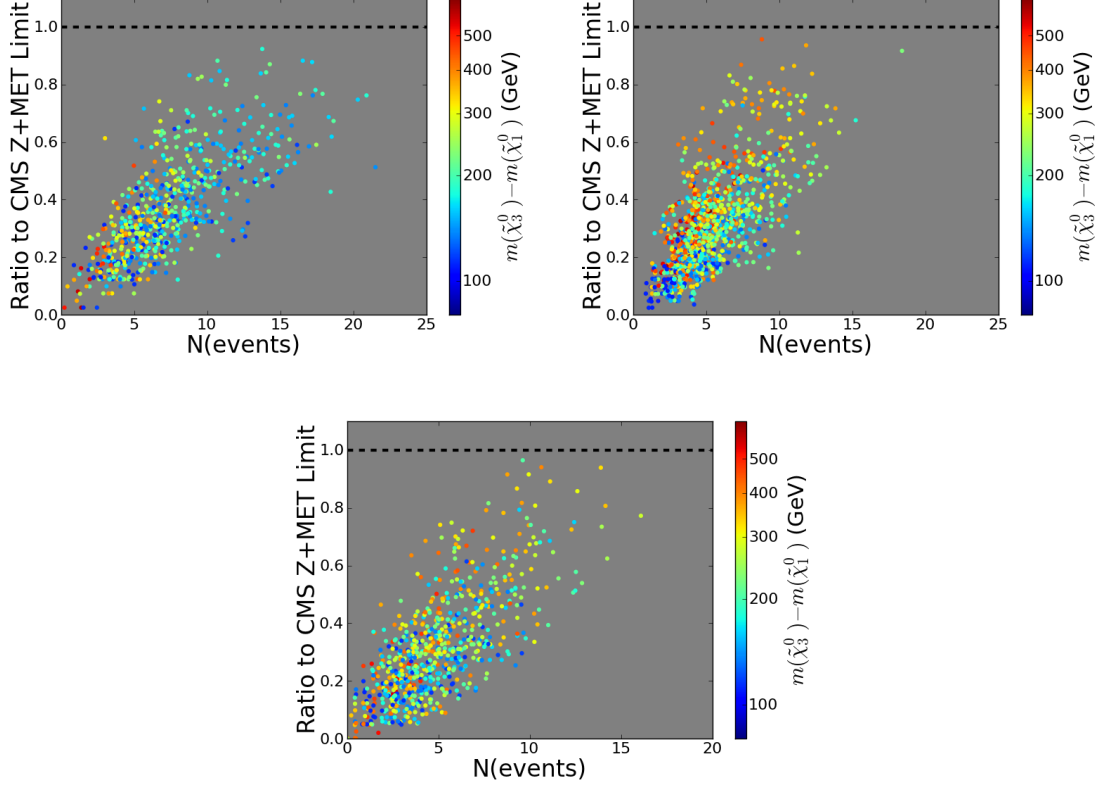 Ratio to CMS Z+MET Limit
1.0
0.8
0.6
0.4
0.2
0.0
0 5 10 15 20 25
N(events)
500
400
300
200
100
m(χ̃⁰₃)−m(χ̃⁰₁) (GeV)
Ratio to CMS Z+MET Limit
1.0
0.8
0.6
0.4
0.2
0.0
0 5 10 15 20 25
N(events)
500
400
300
200
100
m(χ̃⁰₃)−m(χ̃⁰₁) (GeV)
Ratio to CMS Z+MET Limit
1.0
0.8
0.6
0.4
0.2
0.0
0 5 10 15 20
N(events)
500
400
300
200
100
m(χ̃⁰₃)−m(χ̃⁰₁) (GeV)